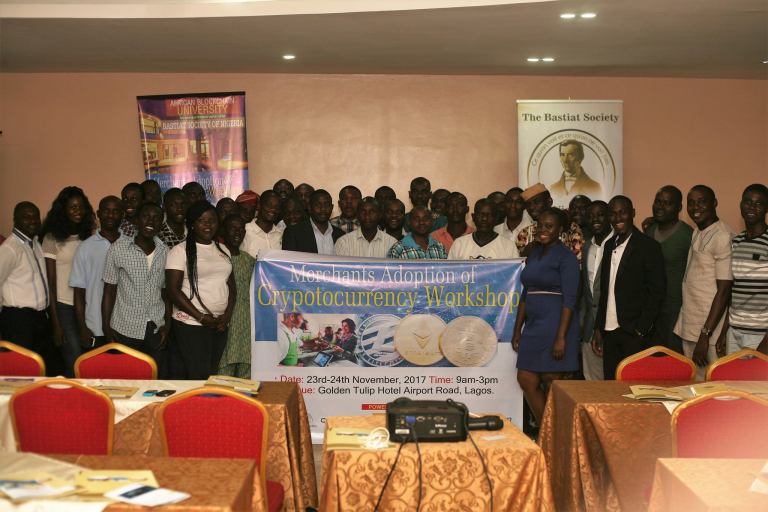 AFRICAN BLOCKCHAIN
UNIVERSITY
BASTIAT SOCIETY OF NIGERIA
The Bastiat Society
Merchants Adoption of
Crypotocurrency Workshop
Date: 23rd-24th November, 2017 Time: 9am-3pm
Golden Tulip Hotel Airport Road, Lagos.